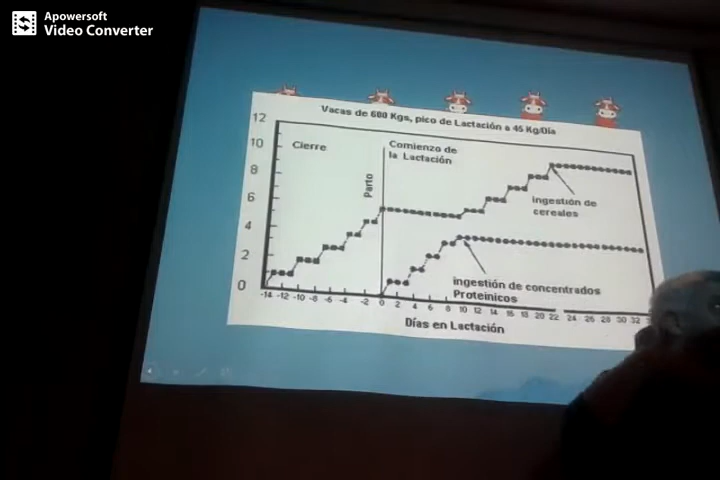 Apowersoft
Video Converter
Vacas de 600 Kgs, pico de Lactación a 45 Kg/Día
12
10
8
6
4
2
0
Cierre
Comienzo de
la Lactación
Parto
ingestión de
cereales
ingestión de concentrados
Proteínicos
-14 -12 -10 -8 -6 -4 -2 0 2 4 6 8 10 12 14 16 18 20 22 24 26 28 30 32
Días en Lactación